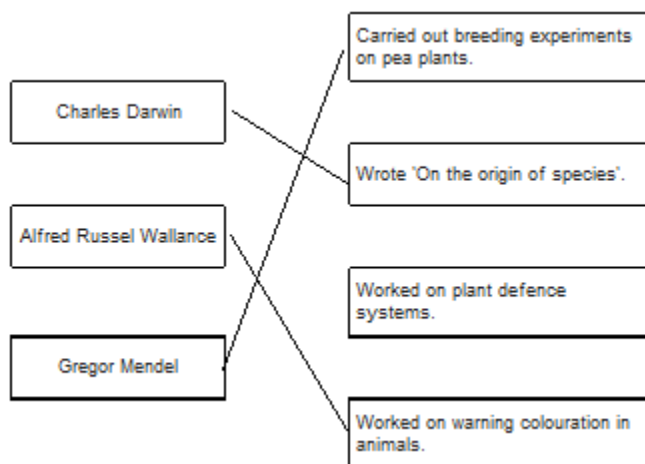 Carried out breeding experiments
on pea plants.
Charles Darwin
Wrote 'On the origin of species'.
Alfred Russel Wallance
Worked on plant defence
systems.
Gregor Mendel
Worked on warning colouration in
animals.